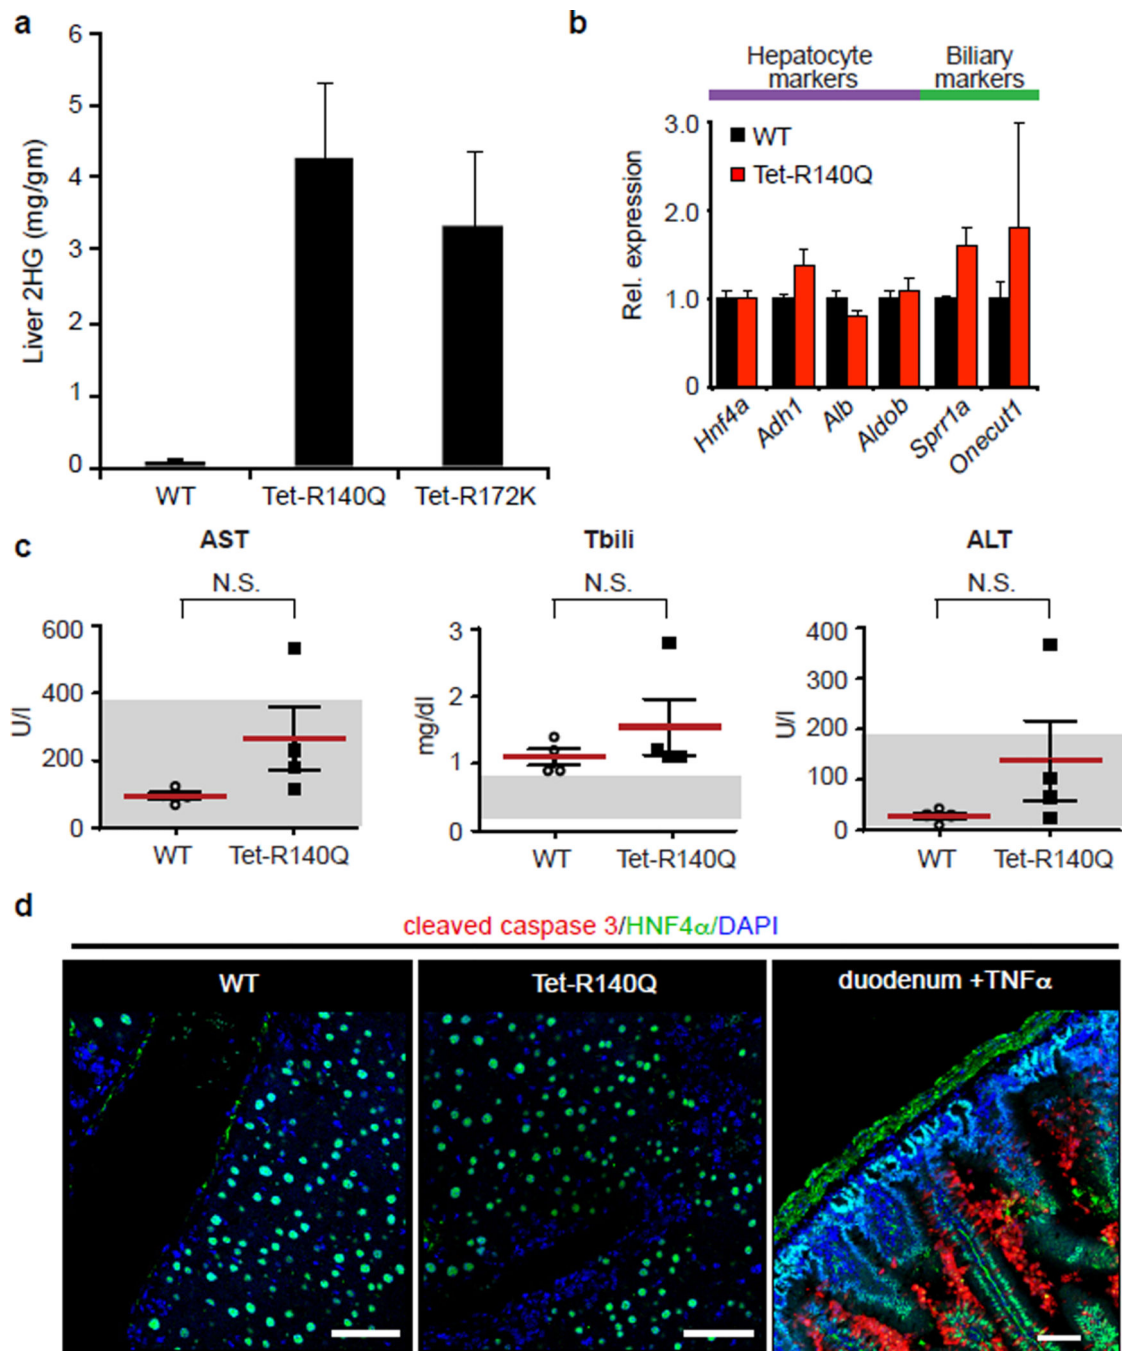 a
6
5
4
3
2
1
0
Liver 2HG (mg/gm)
WT Tet-R140Q Tet-R172K
b
Hepatocyte markers
Biliary markers
3.0
2.0
1.0
0
Rel. expression
WT
Tet-R140Q
Hnf4a Adh1 Alb Aldob Sprr1a Onecut1
c
AST
N.S.
600
400
200
0
U/l
WT Tet-R140Q
Tbili
N.S.
3
2
1
0
mg/dl
WT Tet-R140Q
ALT
N.S.
400
300
200
100
0
U/l
WT Tet-R140Q
d
cleaved caspase 3/HNF4α/DAPI
WT
Tet-R140Q
duodenum +TNFα